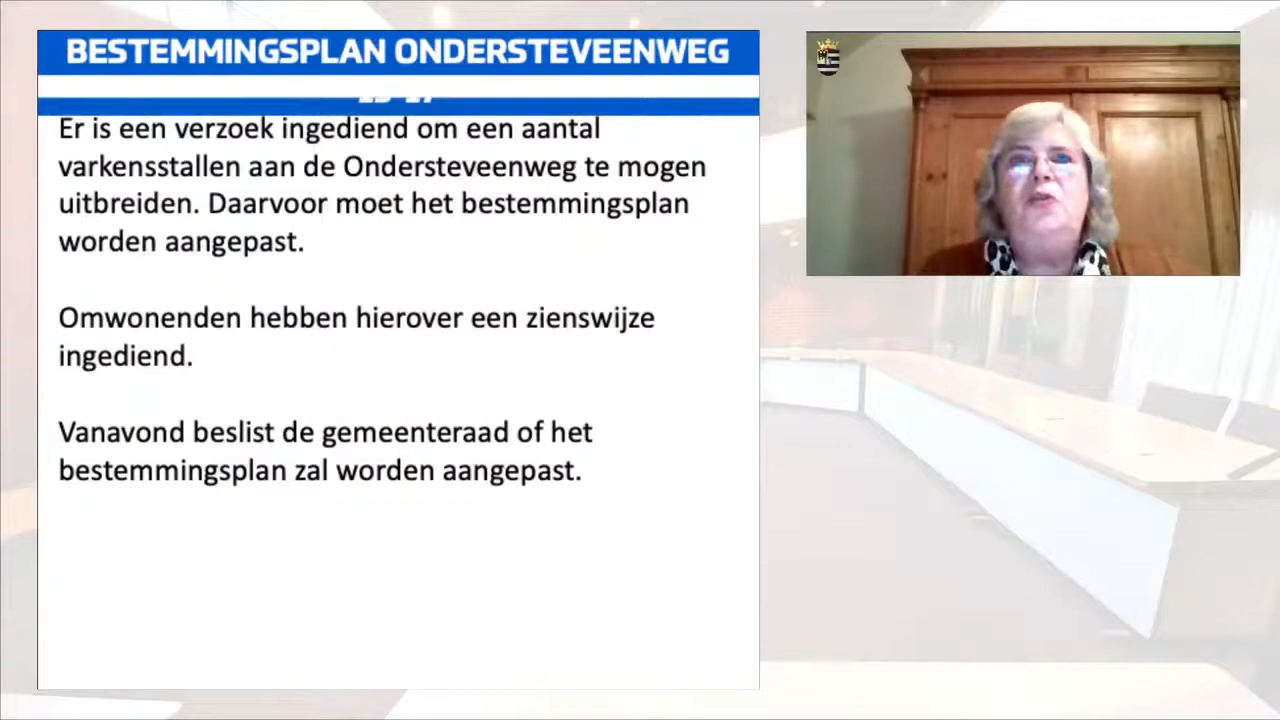 BESTEMMINGSPLAN ONDERSTEVEENWEG
Er is een verzoek ingediend om een aantal
varkensstallen aan de Ondersteveenweg te mogen
uitbreiden. Daarvoor moet het bestemmingsplan
worden aangepast.
Omwonenden hebben hierover een zienswijze
ingediend.
Vanavond beslist de gemeenteraad of het
bestemmingsplan zal worden aangepast.